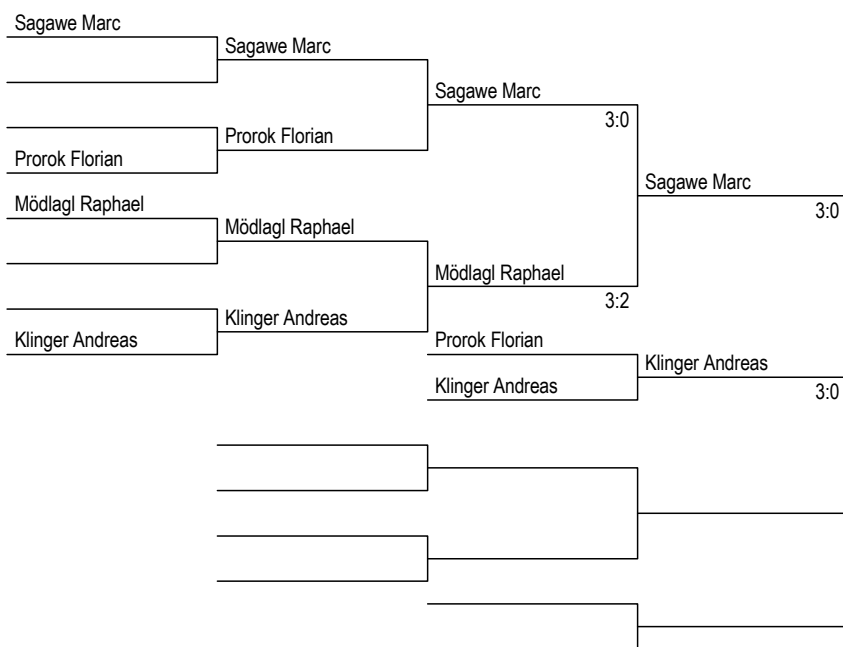 Sagawe Marc
Sagawe Marc
Sagawe Marc
3:0
Prorok Florian
Prorok Florian
Sagawe Marc
3:0
Mödlagl Raphael
Mödlagl Raphael
Mödlagl Raphael
3:2
Klinger Andreas
Klinger Andreas
Prorok Florian
Klinger Andreas
3:0
Klinger Andreas